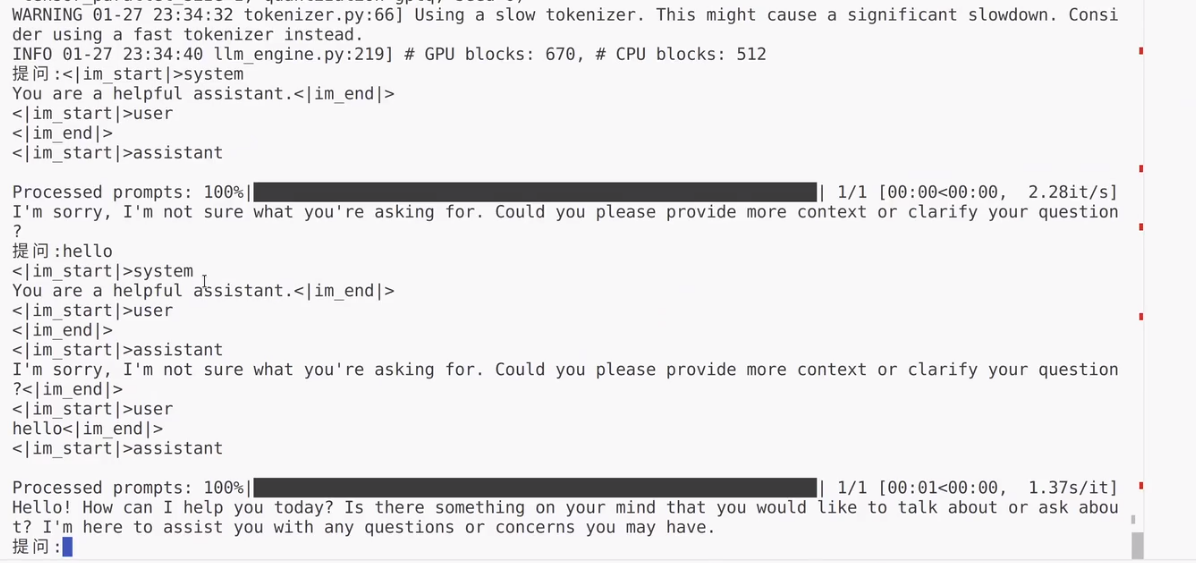 WARNING 01-27 23:34:32 tokenizer.py:66] Using a slow tokenizer. This might cause a significant slowdown. Consi
der using a fast tokenizer instead.
INFO 01-27 23:34:40 llm_engine.py:219] # GPU blocks: 670, # CPU blocks: 512
提问:<|im_start|>system
You are a helpful assistant.<|im_end|>
<|im_start|>user
<|im_end|>
<|im_start|>assistant
Processed prompts: 100%| | 1/1 [00:00<00:00, 2.28it/s]
I'm sorry, I'm not sure what you're asking for. Could you please provide more context or clarify your question
?
提问:hello
<|im_start|>system
You are a helpful assistant.<|im_end|>
<|im_start|>user
<|im_end|>
<|im_start|>assistant
I'm sorry, I'm not sure what you're asking for. Could you please provide more context or clarify your question
?<|im_end|>
<|im_start|>user
hello<|im_end|>
<|im_start|>assistant
Processed prompts: 100%| | 1/1 [00:01<00:00, 1.37s/it]
Hello! How can I help you today? Is there something on your mind that you would like to talk about or ask abou
t? I'm here to assist you with any questions or concerns you may have.
提问: